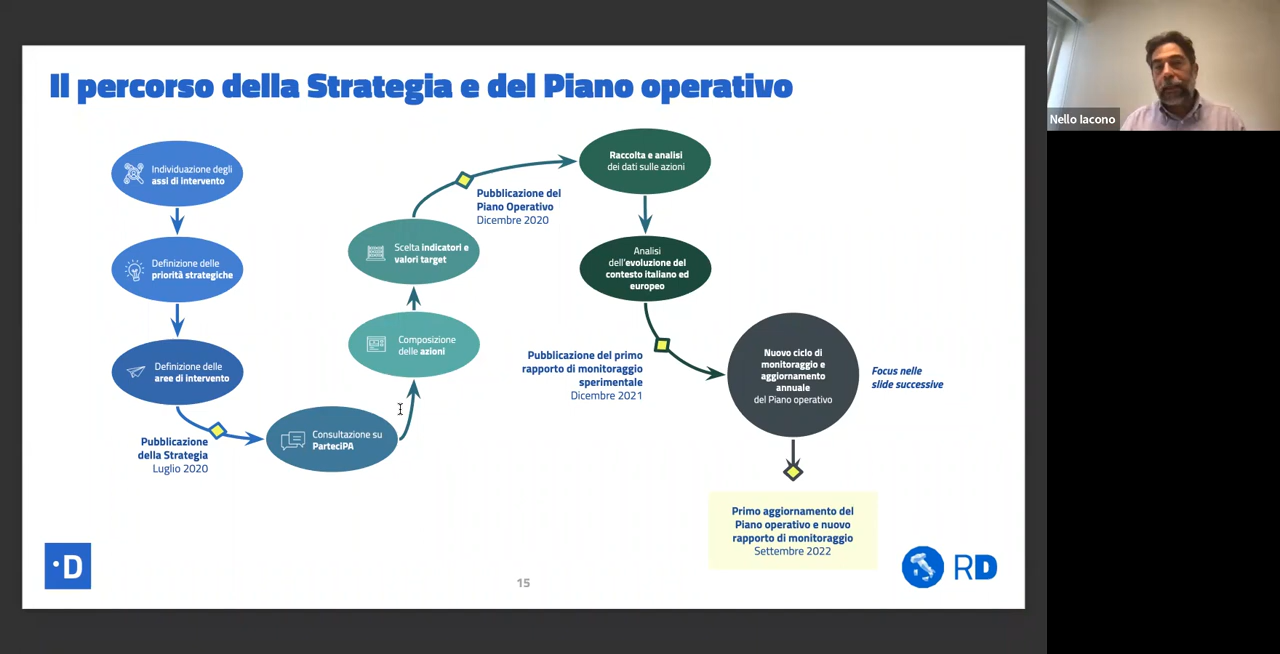 Il percorso della Strategia e del Piano operativo
Individuazione degli
assi di intervento
Definizione delle
priorità strategiche
Definizione delle
aree di intervento
Pubblicazione
della Strategia
Luglio 2020
Consultazione su
ParteciPA
Composizione
delle azioni
Scelta indicatori e
valori target
Pubblicazione del
Piano Operativo
Dicembre 2020
Raccolta e analisi
dei dati sulle azioni
Analisi
dell'evoluzione del
contesto italiano ed
europeo
Pubblicazione del primo
rapporto di monitoraggio
sperimentale
Dicembre 2021
Nuovo ciclo di
monitoraggio e
aggiornamento
annuale
del Piano operativo
Focus nelle
slide successive
Primo aggiornamento del
Piano operativo e nuovo
rapporto di monitoraggio
Settembre 2022
·D
15
RD
Nello Iacono